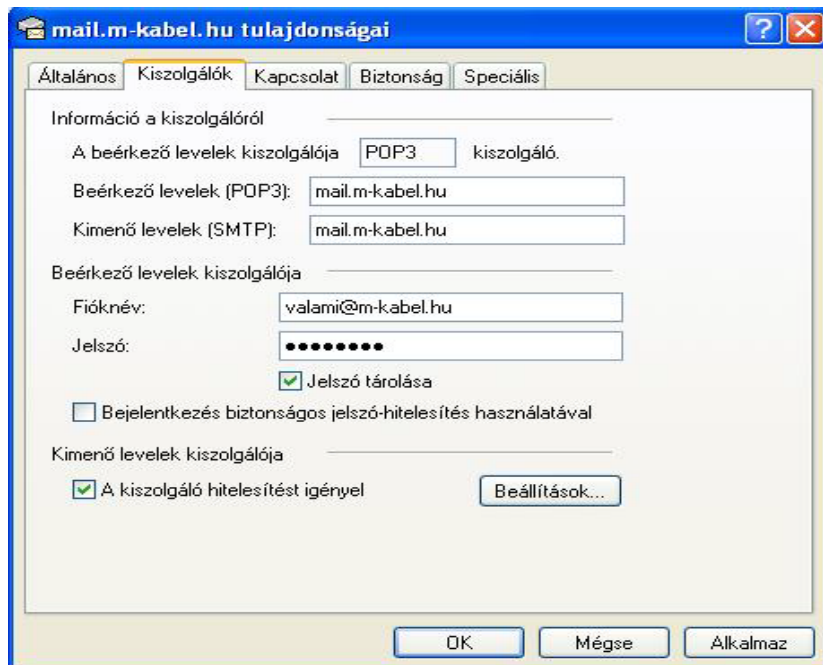 mail.m-kabel.hu tulajdonságai
Általános Kiszolgálók Kapcsolat Biztonság Speciális
Információ a kiszolgálóról
A beérkező levelek kiszolgálója POP3 kiszolgáló.
Beérkező levelek (POP3): mail.m-kabel.hu
Kimenő levelek (SMTP): mail.m-kabel.hu
Beérkező levelek kiszolgálója
Fióknév: valami@m-kabel.hu
Jelszó: ●●●●●●●●
Jelszó tárolása
Bejelentkezés biztonságos jelszó-hitelesítés használatával
Kimenő levelek kiszolgálója
A kiszolgáló hitelesítést igényel Beállítások...
OK Mégse Alkalmaz